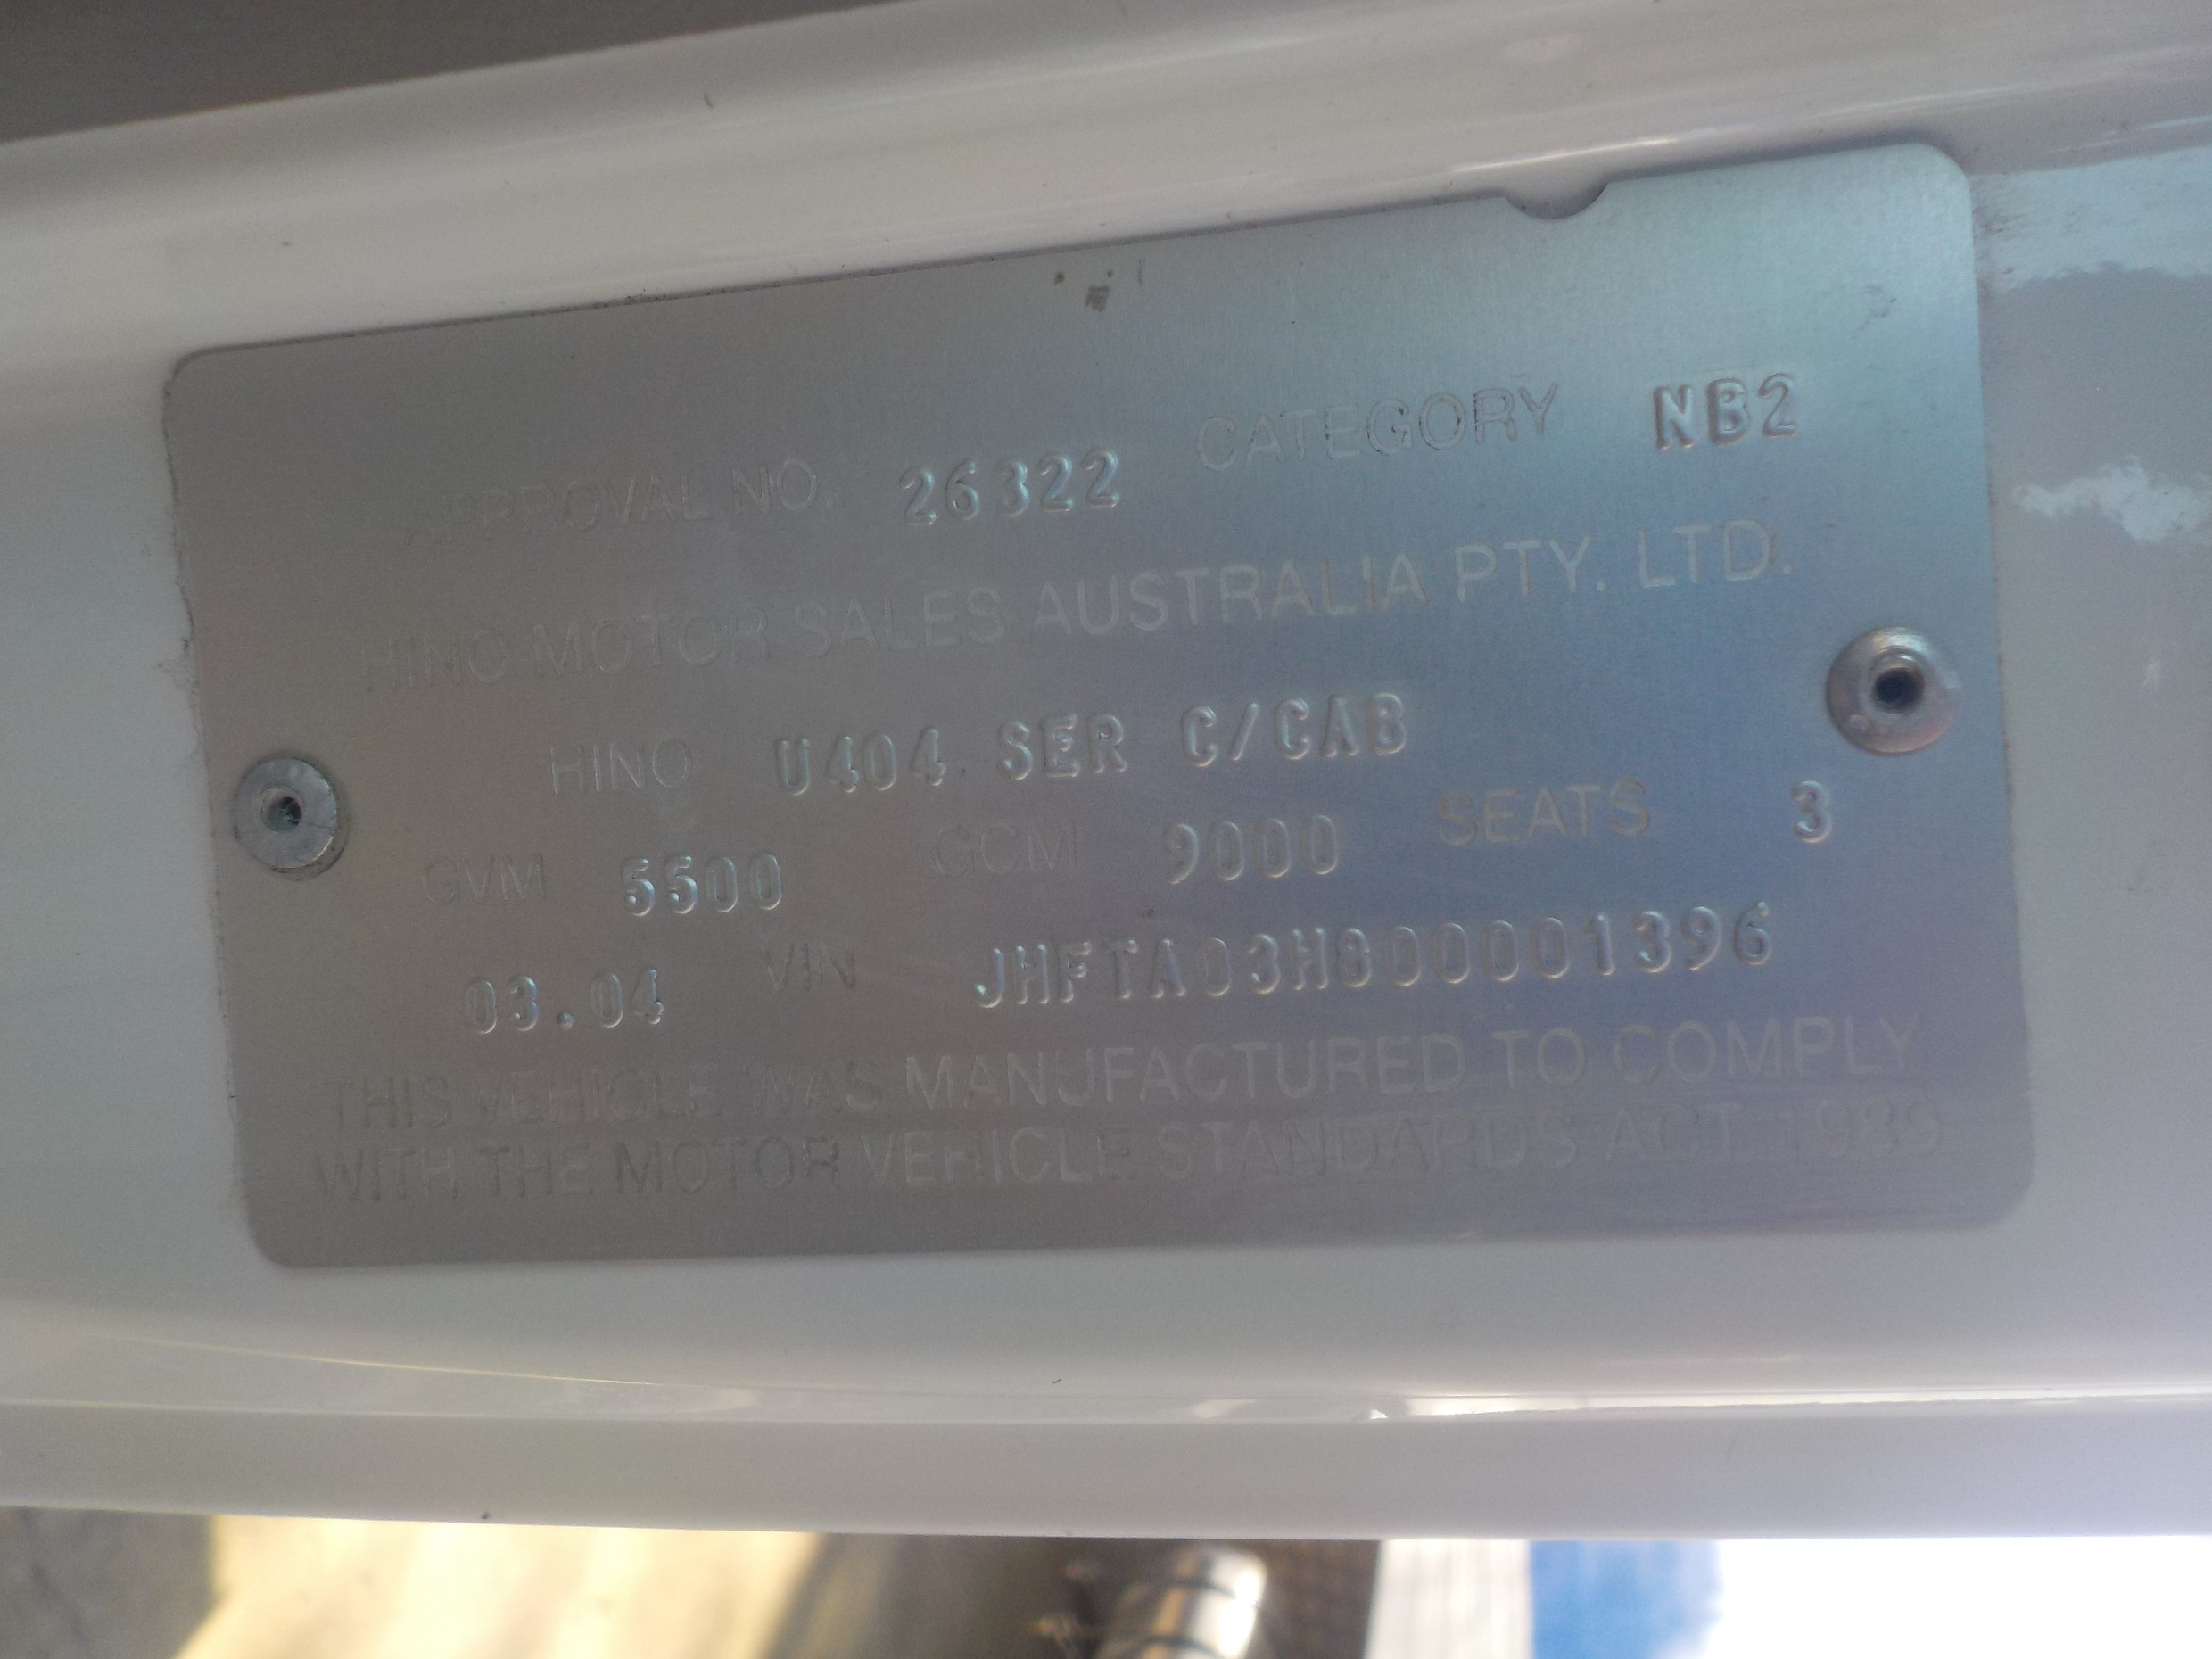 APPROVAL NO. 26322 CATEGORY NB2
HINO MOTOR SALES AUSTRALIA PTY. LTD.
HINO U404 SER C/CAB
GVM 5500 GCM 9000 SEATS 3
03.04 VIN JHFTA03H800001396
THIS VEHICLE WAS MANUFACTURED TO COMPLY
WITH THE MOTOR VEHICLE STANDARDS ACT 1989